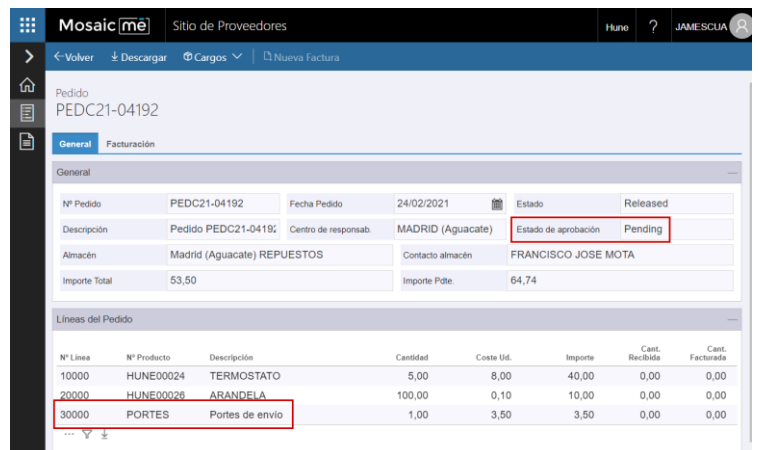 Mosaic mē Sitio de Proveedores Hune ? JAMESCUA
Volver Descargar Cargos Nueva Factura
Pedido
PEDC21-04192
General Facturación
General
Nº Pedido PEDC21-04192 Fecha Pedido 24/02/2021 Estado Released
Descripción Pedido PEDC21-0419 Centro de responsab. MADRID (Aguacate) Estado de aprobación Pending
Almacén Madrid (Aguacate) REPUESTOS Contacto almacén FRANCISCO JOSE MOTA
Importe Total 53,50 Importe Pdte. 64,74
Líneas del Pedido
Nº Línea Nº Producto Descripción Cantidad Coste Ud. Importe Cant. Recibida Cant. Facturada
10000 HUNE00024 TERMOSTATO 5,00 8,00 40,00 0,00 0,00
20000 HUNE00026 ARANDELA 100,00 0,10 10,00 0,00 0,00
30000 PORTES Portes de envío 1,00 3,50 3,50 0,00 0,00